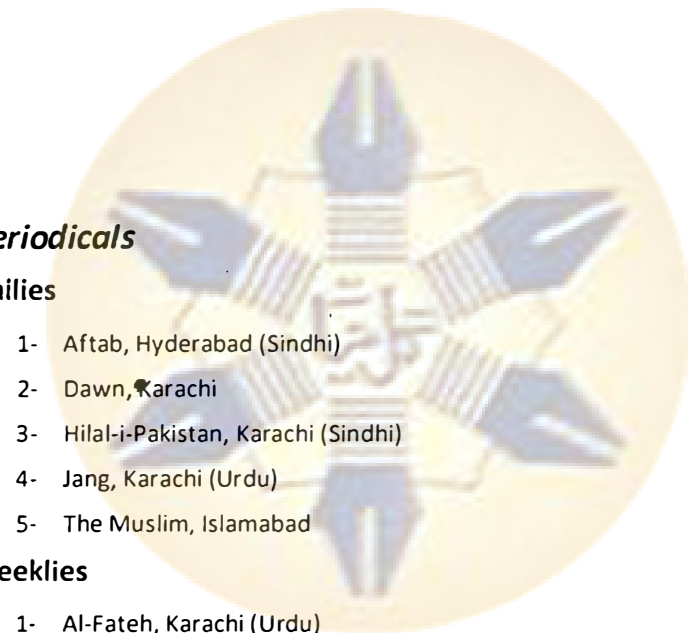 eriodicals
ilies
1- Aftab, Hyderabad (Sindhi)
2- Dawn, Karachi
3- Hilal-i-Pakistan, Karachi (Sindhi)
4- Jang, Karachi (Urdu)
5- The Muslim, Islamabad
eeklies
1- Al-Fateh, Karachi (Urdu)